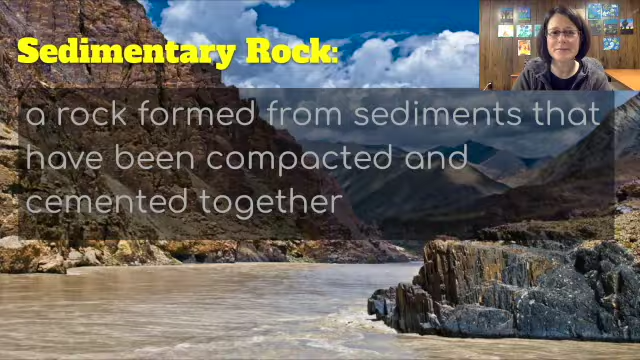 Sedimentary Rock:
a rock formed from sediments that
have been compacted and
cemented together